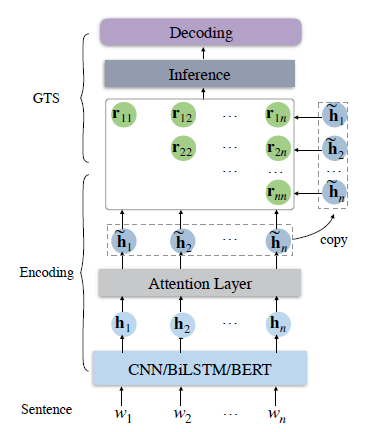 Decoding
Inference
GTS
r₁₁ r₁₂ ... r₁ₙ h̃₁
r₂₂ ... r₂ₙ h̃₂
... ... ...
rₙₙ h̃ₙ
h̃₁ h̃₂ ... h̃ₙ copy
Encoding
Attention Layer
h₁ h₂ ... hₙ
CNN/BiLSTM/BERT
Sentence w₁ w₂ ... wₙ